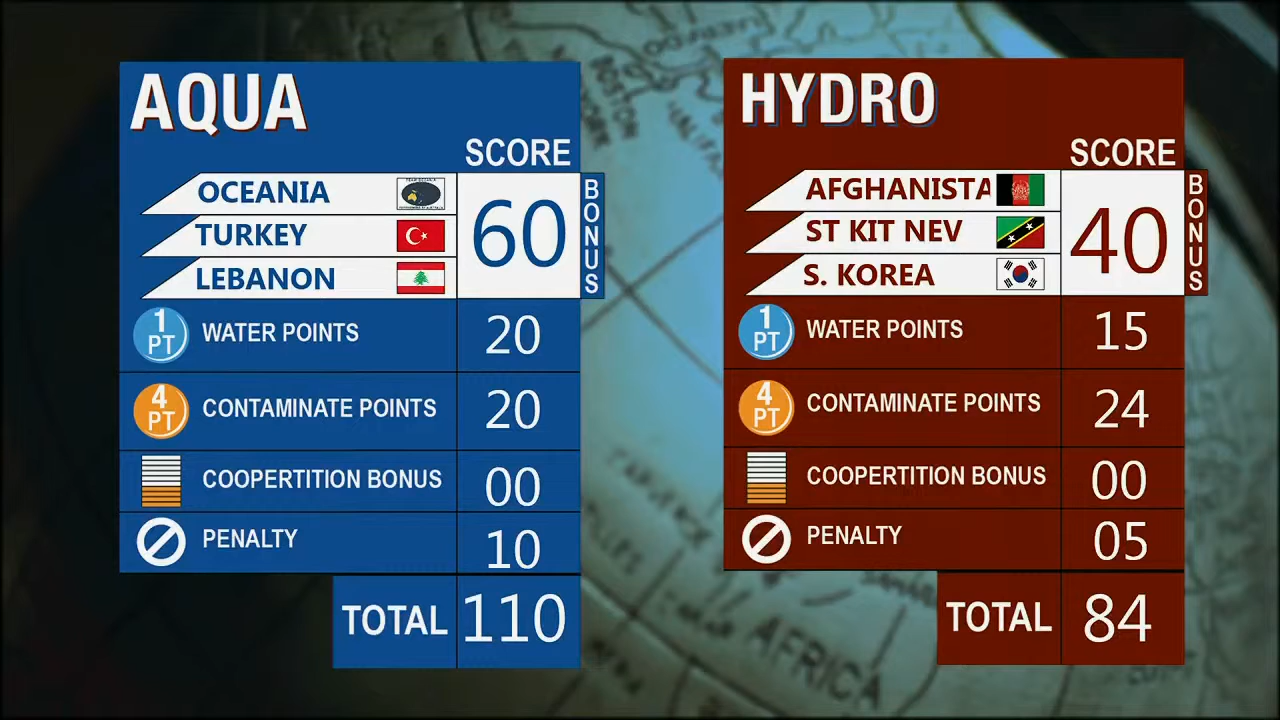 AQUA
SCORE
OCEANIA
TURKEY
LEBANON
60
BONUS
1 PT WATER POINTS 20
4 PT CONTAMINATE POINTS 20
COOPERTITION BONUS 00
PENALTY 10
TOTAL 110
HYDRO
SCORE
AFGHANISTA
ST KIT NEV
S. KOREA
40
BONUS
1 PT WATER POINTS 15
4 PT CONTAMINATE POINTS 24
COOPERTITION BONUS 00
PENALTY 05
TOTAL 84
BOSTON
AFRICA